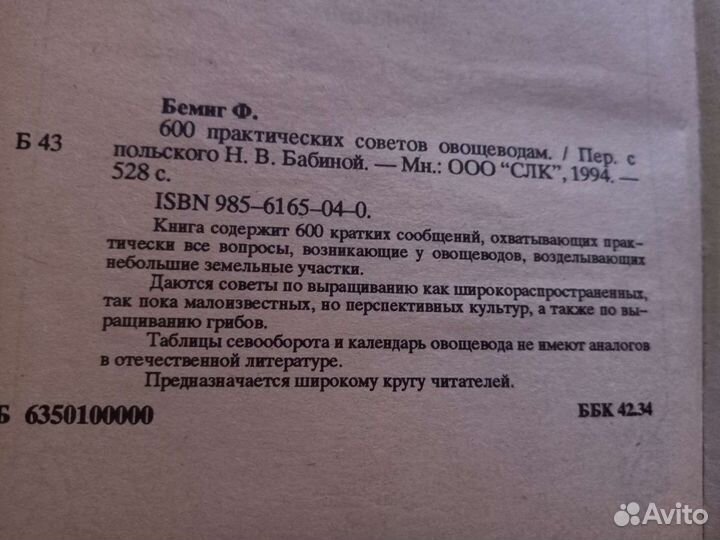 Бемиг Ф.
Б 43
600 практических советов овощеводам. / Пер. с
польского Н. В. Бабиной. — Мн.: ООО “СЛК”, 1994. —
528 с.
ISBN 985–6165–04–0.
Книга содержит 600 кратких сообщений, охватывающих прак-
тически все вопросы, возникающие у овощеводов, возделывающих
небольшие земельные участки.
Даются советы по выращиванию как широкораспространенных,
так пока малоизвестных, но перспективных культур, а также по вы-
ращиванию грибов.
Таблицы севооборота и календарь овощевода не имеют аналогов
в отечественной литературе.
Предназначается широкому кругу читателей.
Б 6350100000
ББК 42.34
Avito